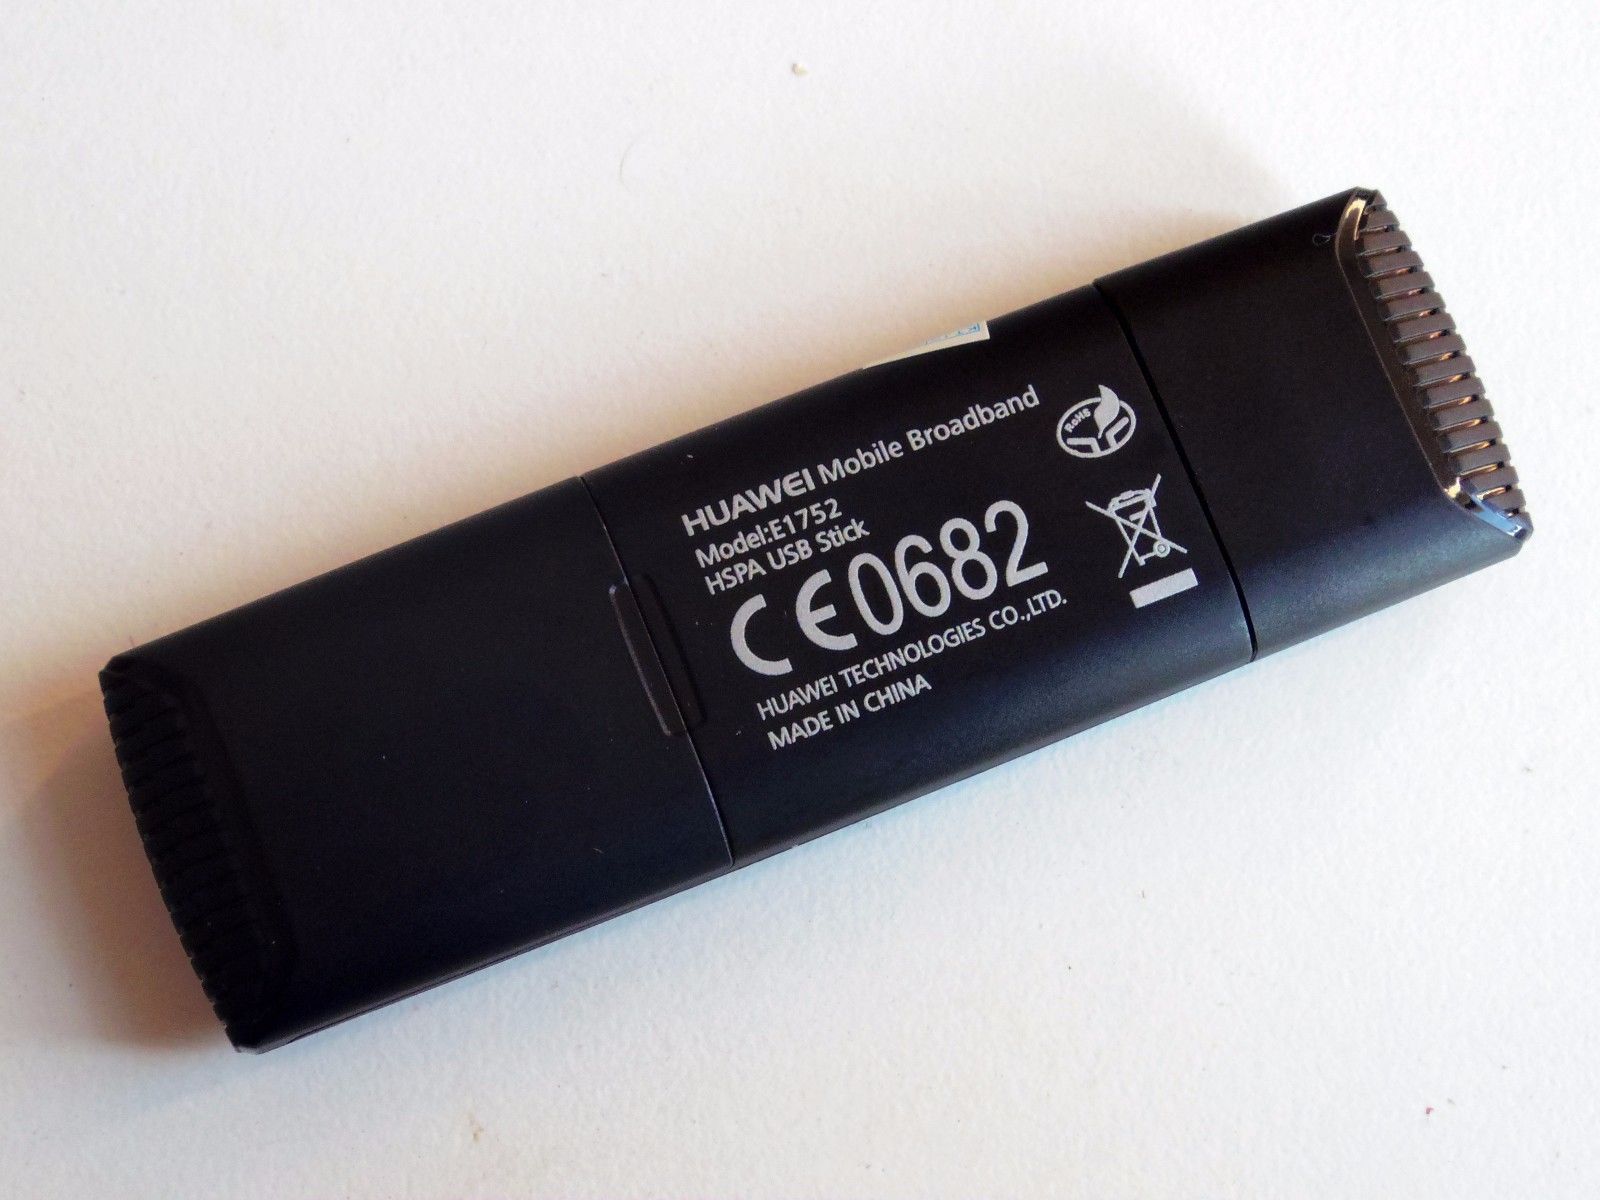 HUAWEI Mobile Broadband
Model:E1752
HSPA USB Stick
CE0682
HUAWEI TECHNOLOGIES CO.,LTD.
MADE IN CHINA
RoHS